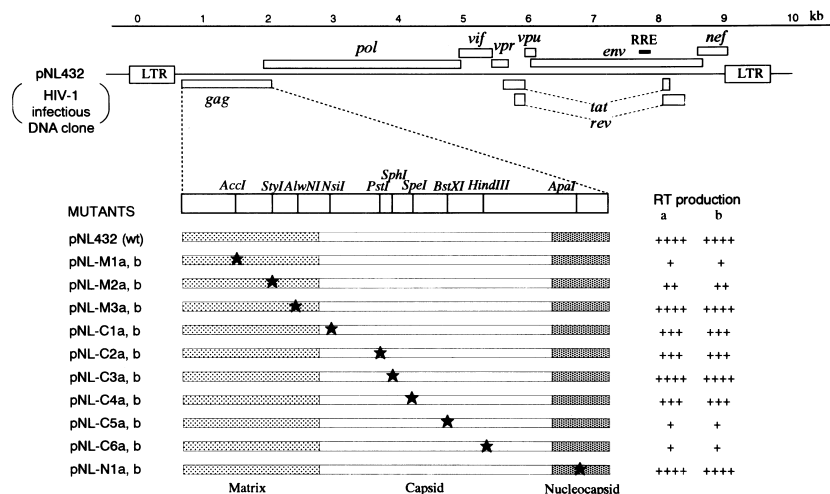 0 1 2 3 4 5 6 7 8 9 10 kb
vif vpu RRE nef
pol vpr env
pNL432 LTR LTR
HIV-1
infectious
DNA clone
gag tat
rev
SphI
AccI StyI AlwNI NsiI PstI SpeI BstXI HindIII ApaI
RT production
MUTANTS a b
pNL432 (wt) ++++ ++++
pNL-M1a, b + +
pNL-M2a, b ++ ++
pNL-M3a, b ++++ ++++
pNL-C1a, b +++ +++
pNL-C2a, b +++ +++
pNL-C3a, b ++++ ++++
pNL-C4a, b +++ +++
pNL-C5a, b + +
pNL-C6a, b + +
pNL-N1a, b ++++ ++++
Matrix Capsid Nucleocapsid